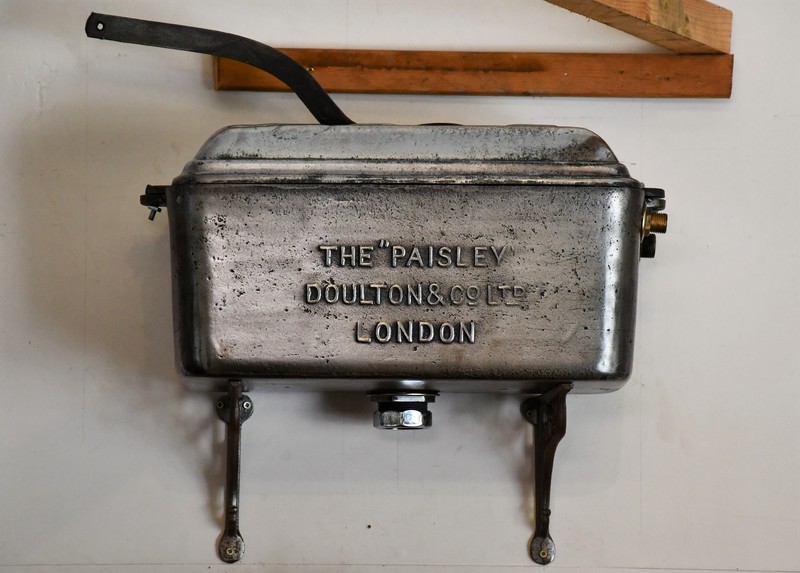 THE "PAISLEY
DOULTON & Co LTD
LONDON